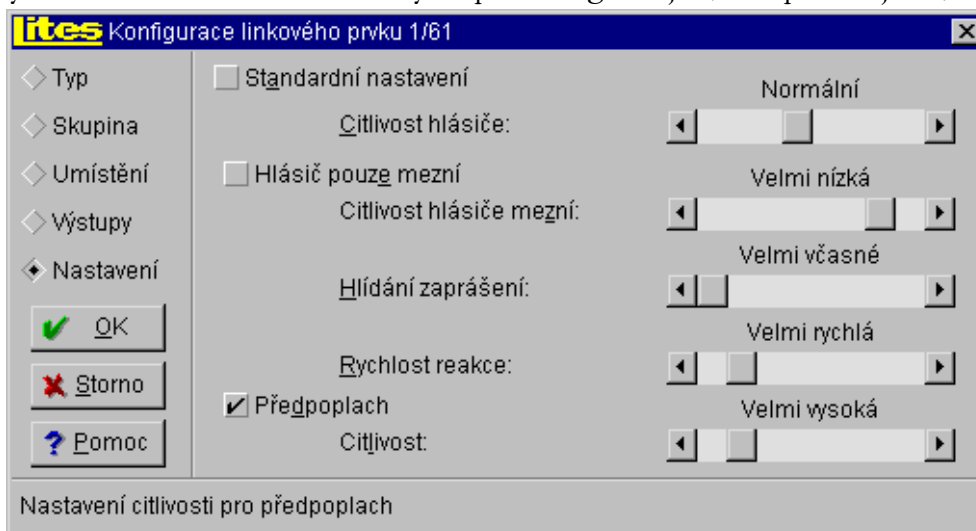 lites Konfigurace linkového prvku 1/61
Typ
Skupina
Umístění
Výstupy
Nastavení
OK
Storno
Pomoc
Standardní nastavení
Normální
Citlivost hlásiče:
Hlásič pouze mezní
Velmi nízká
Citlivost hlásiče mezní:
Velmi včasné
Hlídání zaprášení:
Velmi rychlá
Rychlost reakce:
Předpoplach
Velmi vysoká
Citlivost:
Nastavení citlivosti pro předpoplach